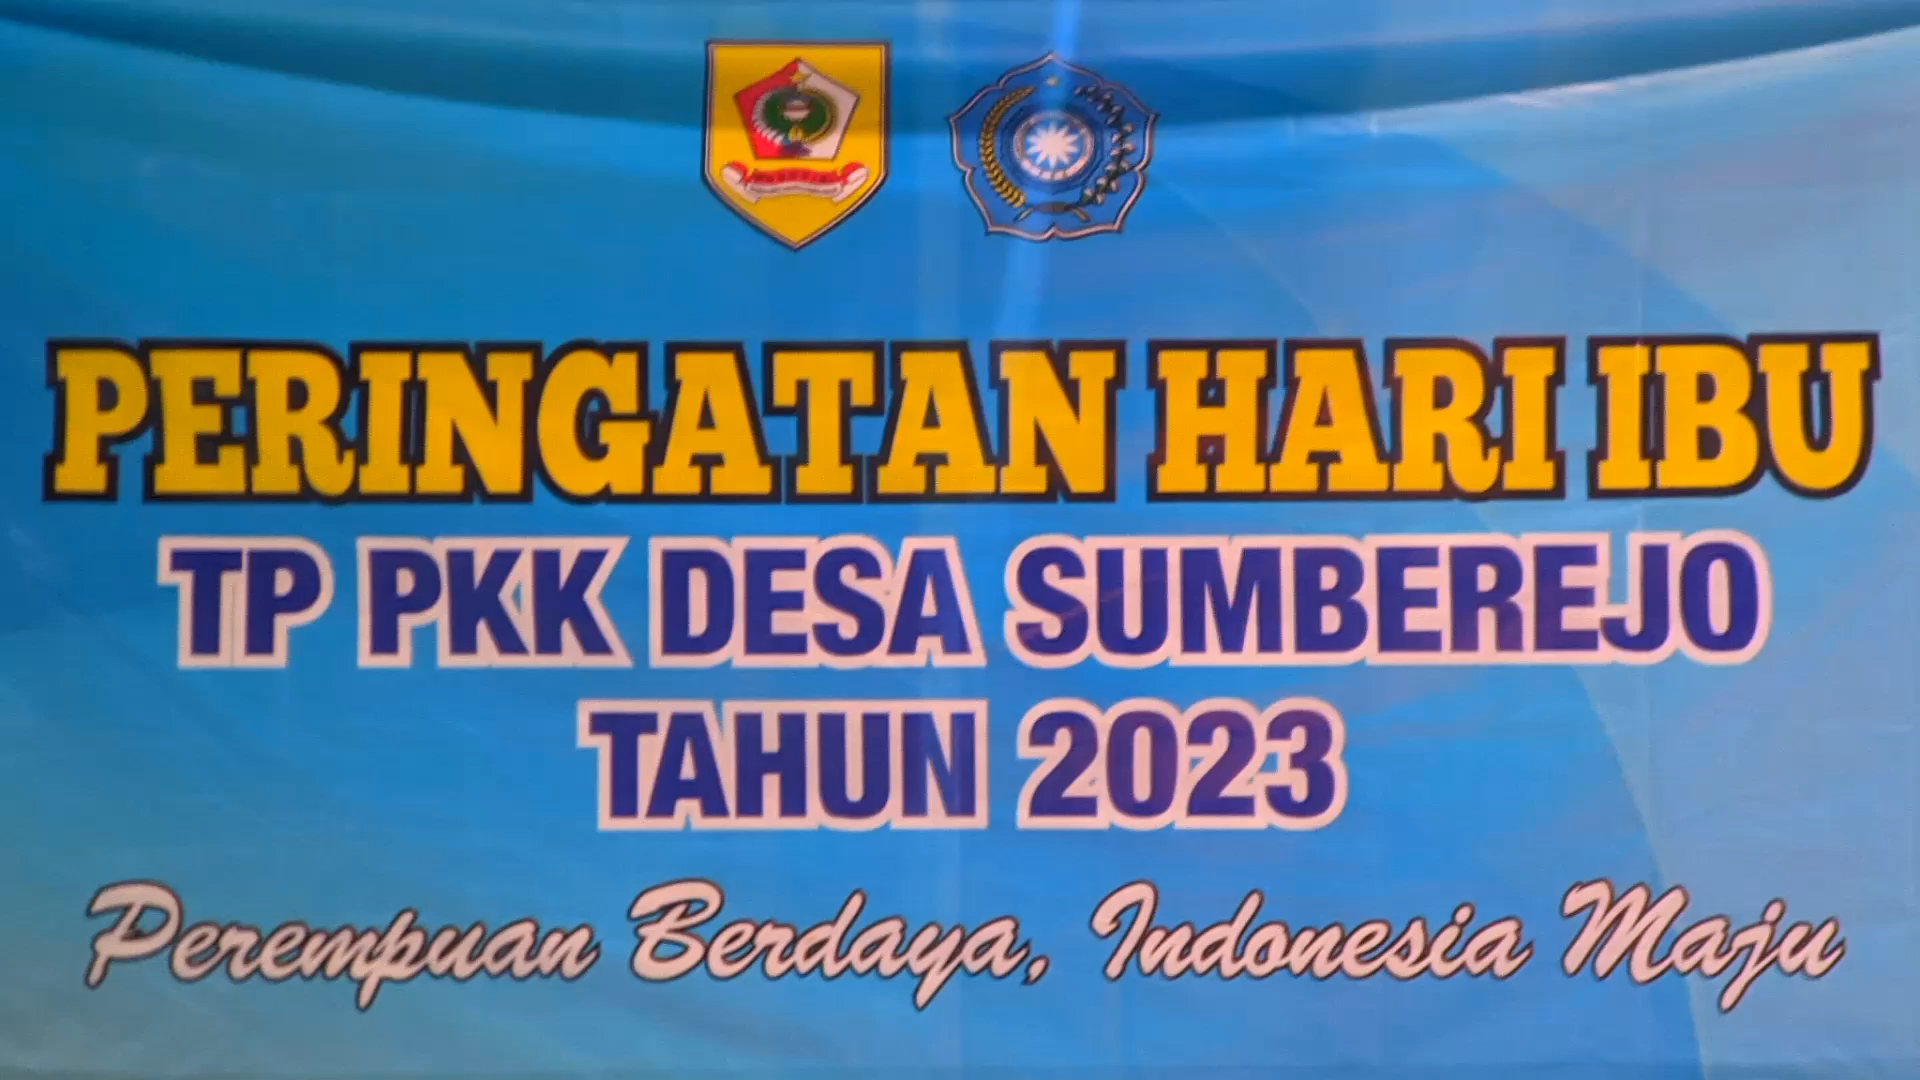 PERINGATAN HARI IBU
TP PKK DESA SUMBEREJO
TAHUN 2023
Perempuan Berdaya, Indonesia Maju